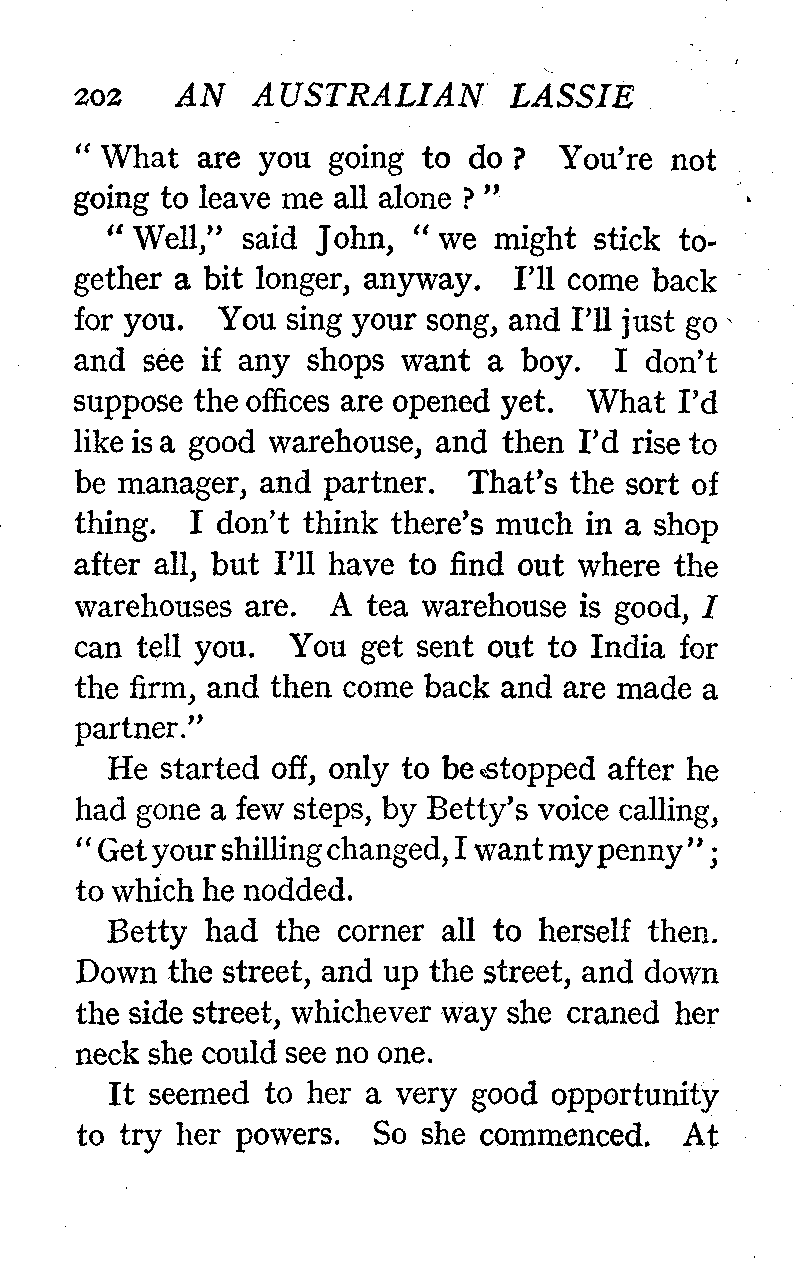 202 AN AUSTRALIAN LASSIE
“ What are you going to do ? You’re not
going to leave me all alone ? ”
“ Well,” said John, “ we might stick to-
gether a bit longer, anyway. I’ll come back
for you. You sing your song, and I’ll just go
and see if any shops want a boy. I don’t
suppose the offices are opened yet. What I’d
like is a good warehouse, and then I’d rise to
be manager, and partner. That’s the sort of
thing. I don’t think there’s much in a shop
after all, but I’ll have to find out where the
warehouses are. A tea warehouse is good, I
can tell you. You get sent out to India for
the firm, and then come back and are made a
partner.”
He started off, only to be stopped after he
had gone a few steps, by Betty’s voice calling,
“ Get your shilling changed, I want my penny ” ;
to which he nodded.
Betty had the corner all to herself then.
Down the street, and up the street, and down
the side street, whichever way she craned her
neck she could see no one.
It seemed to her a very good opportunity
to try her powers. So she commenced. At